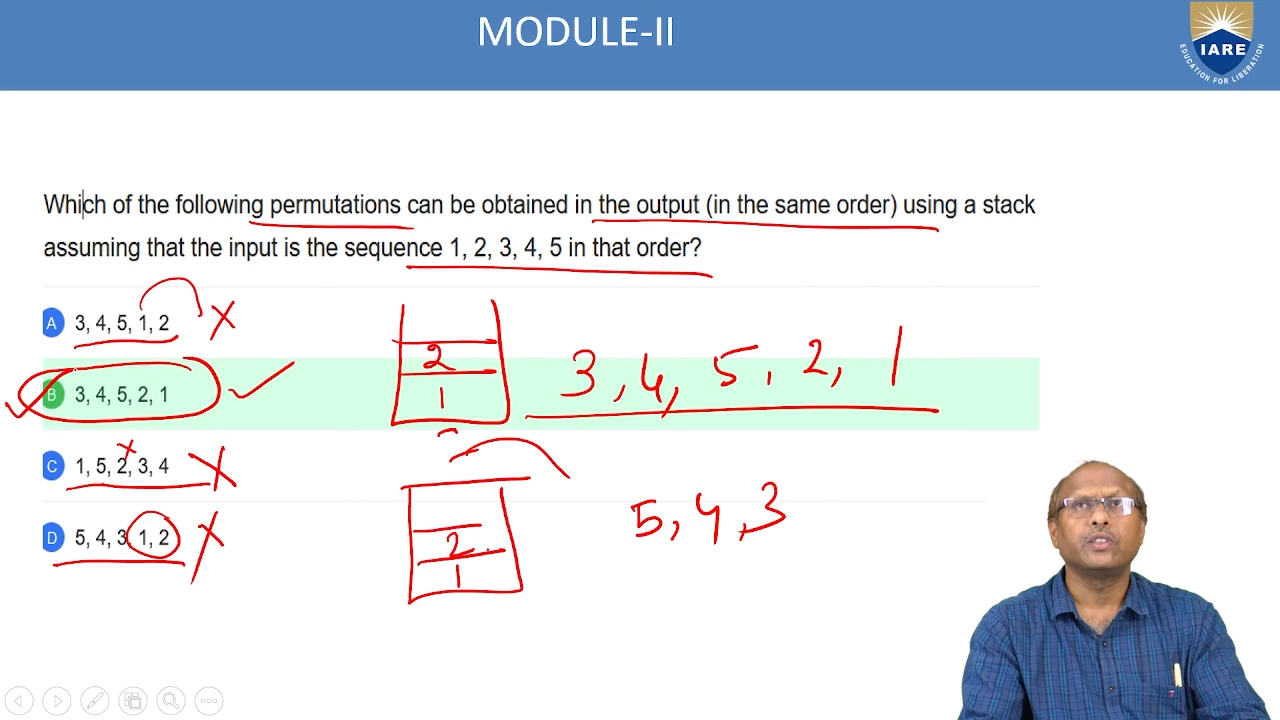 MODULE-II
IARE
EDUCATION FOR LIBERATION
Which of the following permutations can be obtained in the output (in the same order) using a stack
assuming that the input is the sequence 1, 2, 3, 4, 5 in that order?
A 3, 4, 5, 1, 2 X
B 3, 4, 5, 2, 1
2
1
3, 4, 5, 2, 1
x
C 1, 5, 2, 3, 4 X
D 5, 4, 3, 1, 2 X
2
1
5, 4, 3